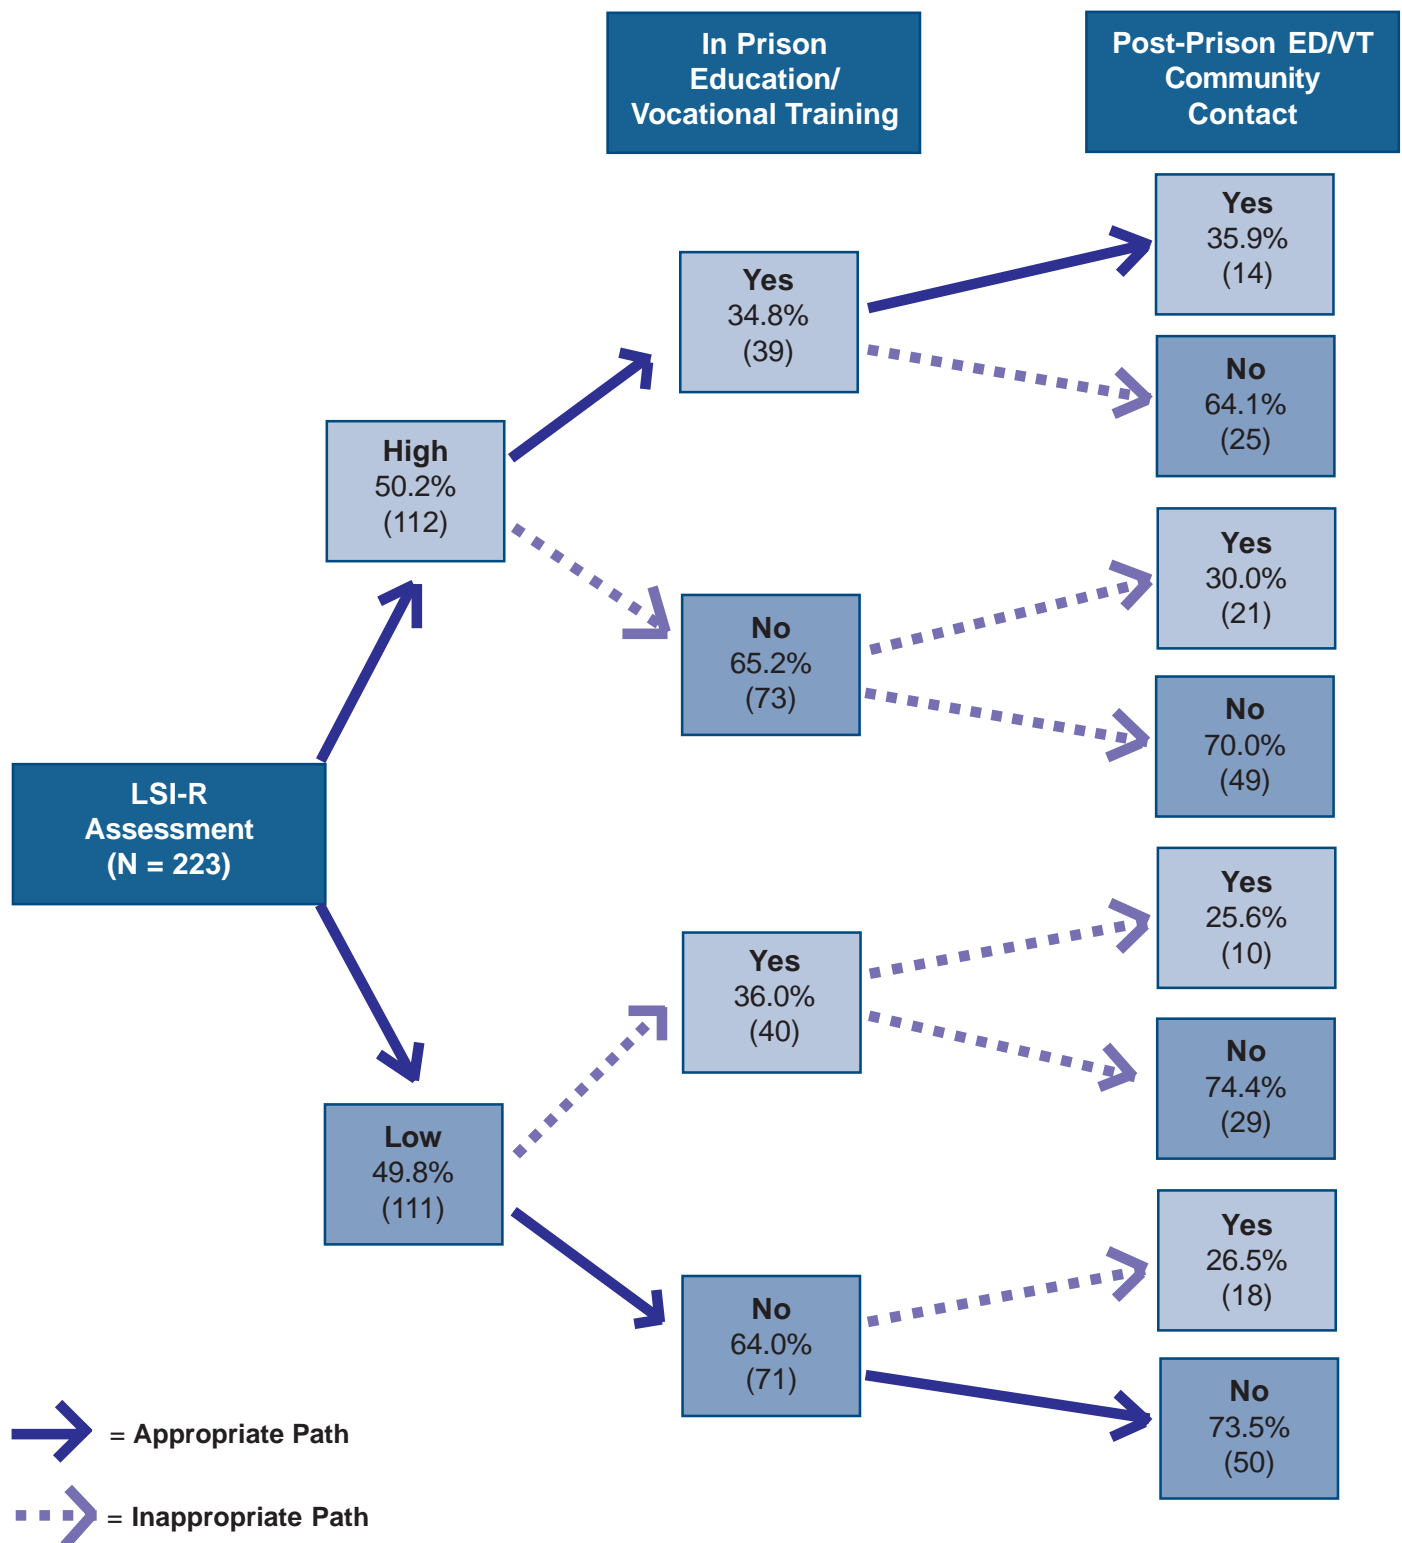 In Prison
Education/
Vocational Training
Post-Prison ED/VT
Community
Contact
Yes
35.9%
(14)
Yes
34.8%
(39)
No
64.1%
(25)
High
50.2%
(112)
Yes
30.0%
(21)
No
65.2%
(73)
No
70.0%
(49)
LSI-R
Assessment
(N = 223)
Yes
25.6%
(10)
Yes
36.0%
(40)
No
74.4%
(29)
Low
49.8%
(111)
Yes
26.5%
(18)
No
64.0%
(71)
No
73.5%
(50)
= Appropriate Path
= Inappropriate Path